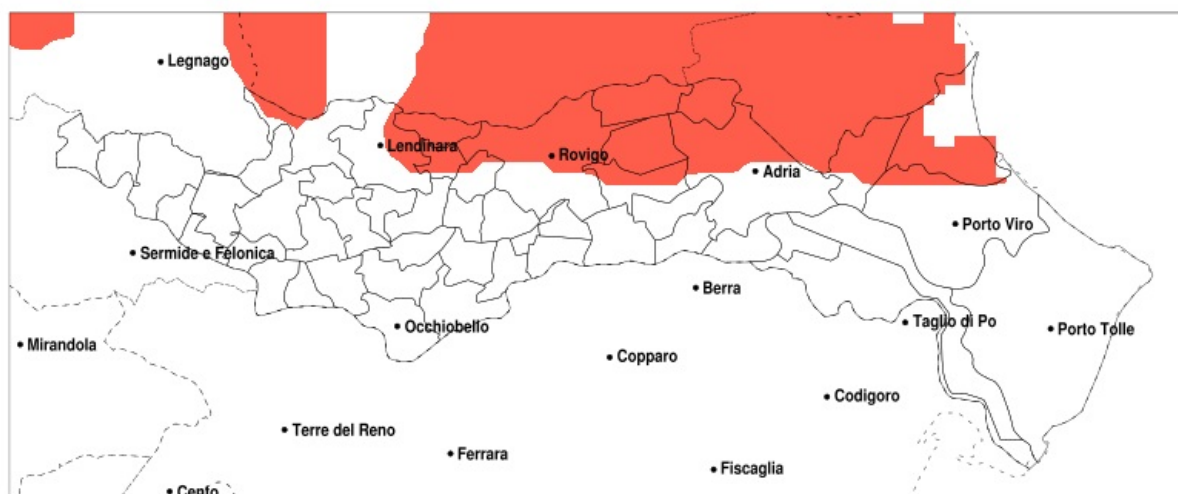 Legnago
Lendinara
Rovigo
Adria
Porto Viro
Sermide e Felonica
Berra
Occhiobello
Taglio di Po
Porto Tolle
Mirandola
Copparo
Codigoro
Terre del Reno
Ferrara
Fiscaglia
Cento